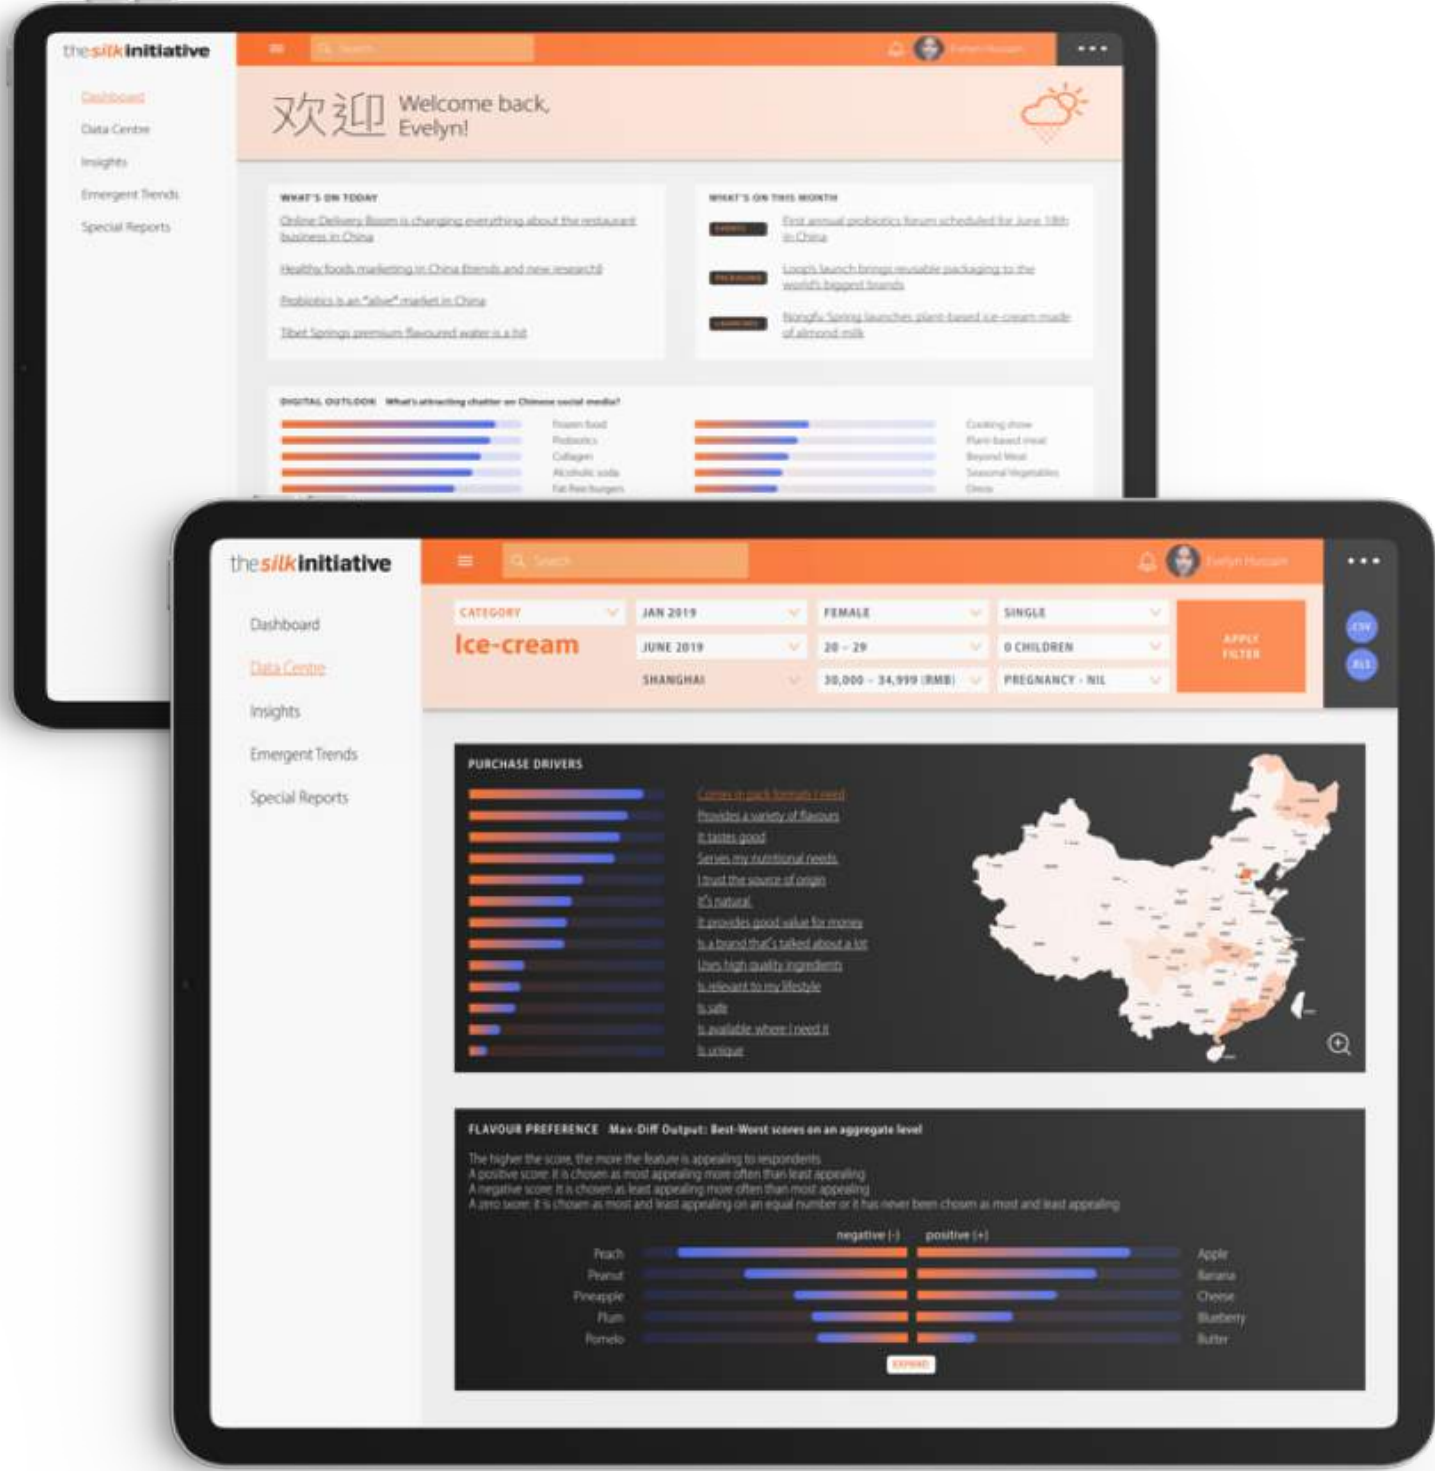 thesilkinitiative
Search...
Evelyn Hussain
Dashboard
Data Centre
Insights
Emergent Trends
Special Reports
欢迎
Welcome back,
Evelyn!
WHAT'S ON TODAY
Online Delivery Boom is changing everything about the restaurant
business in China
Healthy foods marketing in China (trends and new research)
Probiotics is an "alive" market in China
Tibet Springs premium flavoured water is a hit
WHAT'S ON THIS MONTH
EVENTS
First annual probiotics forum scheduled for June 18th
in China
PACKAGING
Loop's launch brings reusable packaging to the
world's biggest brands
LAUNCHES
Nongfu Spring launches plant-based ice-cream made
of almond milk
DIGITAL OUTLOOK What's attracting chatter on Chinese social media?
Frozen food
Probiotics
Collagen
Alcoholic soda
Fat-free burgers
Cooking show
Plant-based meat
Beyond Meat
Seasonal Vegetables
Detox
thesilkinitiative
Search
Evelyn Hussain
Dashboard
Data Centre
Insights
Emergent Trends
Special Reports
CATEGORY
Ice-cream
JAN 2019
FEMALE
SINGLE
JUNE 2019
20 – 29
0 CHILDREN
SHANGHAI
30,000 – 34,999 (RMB)
PREGNANCY - NIL
APPLY
FILTER
CSV
XLS
PURCHASE DRIVERS
Comes in pack formats I need
Provides a variety of flavours
It tastes good
Serves my nutritional needs
I trust the source of origin
It's natural
It provides good value for money
Is a brand that's talked about a lot
Uses high quality ingredients
Is relevant to my lifestyle
Is safe
Is available where I need it
Is unique
FLAVOUR PREFERENCE Max-Diff Output: Best-Worst scores on an aggregate level
The higher the score, the more the feature is appealing to respondents
A positive score: it is chosen as most appealing more often than least appealing
A negative score: it is chosen as least appealing more often than most appealing
A zero score: it is chosen as most and least appealing on an equal number or it has never been chosen as most and least appealing
negative (-) positive (+)
Peach Apple
Peanut Banana
Pineapple Cheese
Plum Blueberry
Pomelo Butter
EXPAND